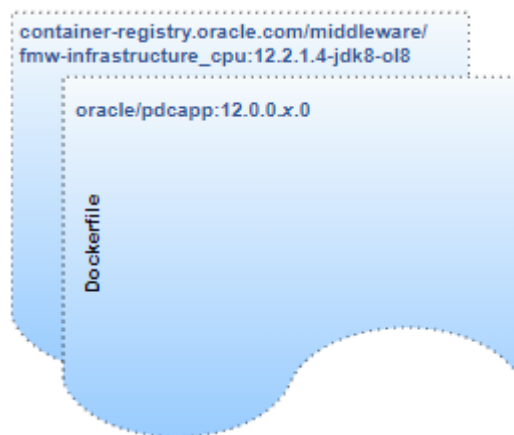 container-registry.oracle.com/middleware/
fmw-infrastructure_cpu:12.2.1.4-jdk8-ol8
oracle/pdcapp:12.0.0.x.0
Dockerfile